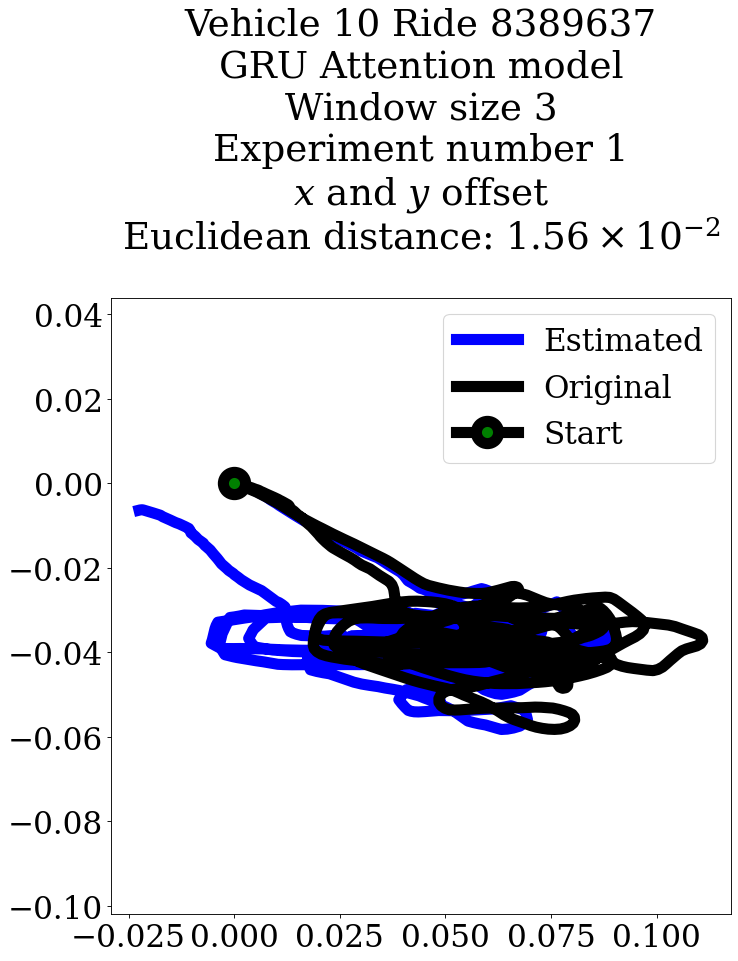 Vehicle 10 Ride 8389637
GRU Attention model
Window size 3
Experiment number 1
x and y offset
Euclidean distance: 1.56 × 10⁻²
Estimated
Original
Start
0.04
0.02
0.00
−0.02
−0.04
−0.06
−0.08
−0.10
−0.025 0.000 0.025 0.050 0.075 0.100